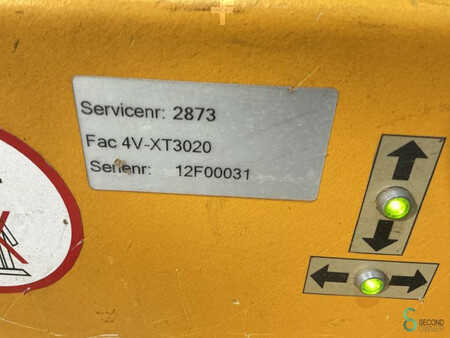 Servicenr: 2873
Fac 4V-XT3020
Serienr: 12F00031
SECOND